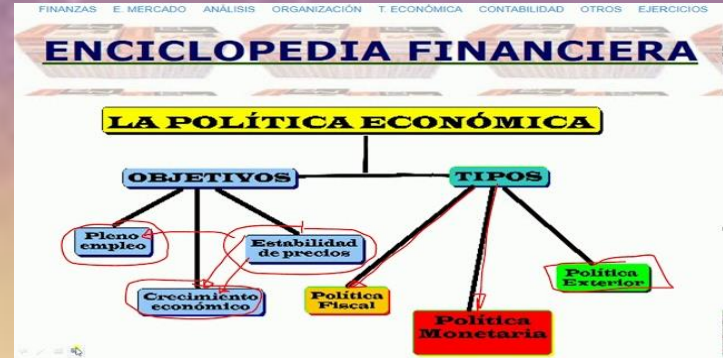 FINANZAS E. MERCADO ANÁLISIS ORGANIZACIÓN T. ECONÓMICA CONTABILIDAD OTROS EJERCICIOS
ENCICLOPEDIA FINANCIERA
LA POLÍTICA ECONÓMICA
OBJETIVOS
TIPOS
Pleno
empleo
Estabilidad
de precios
Crecimiento
económico
Política
Fiscal
Política
Monetaria
Política
Exterior